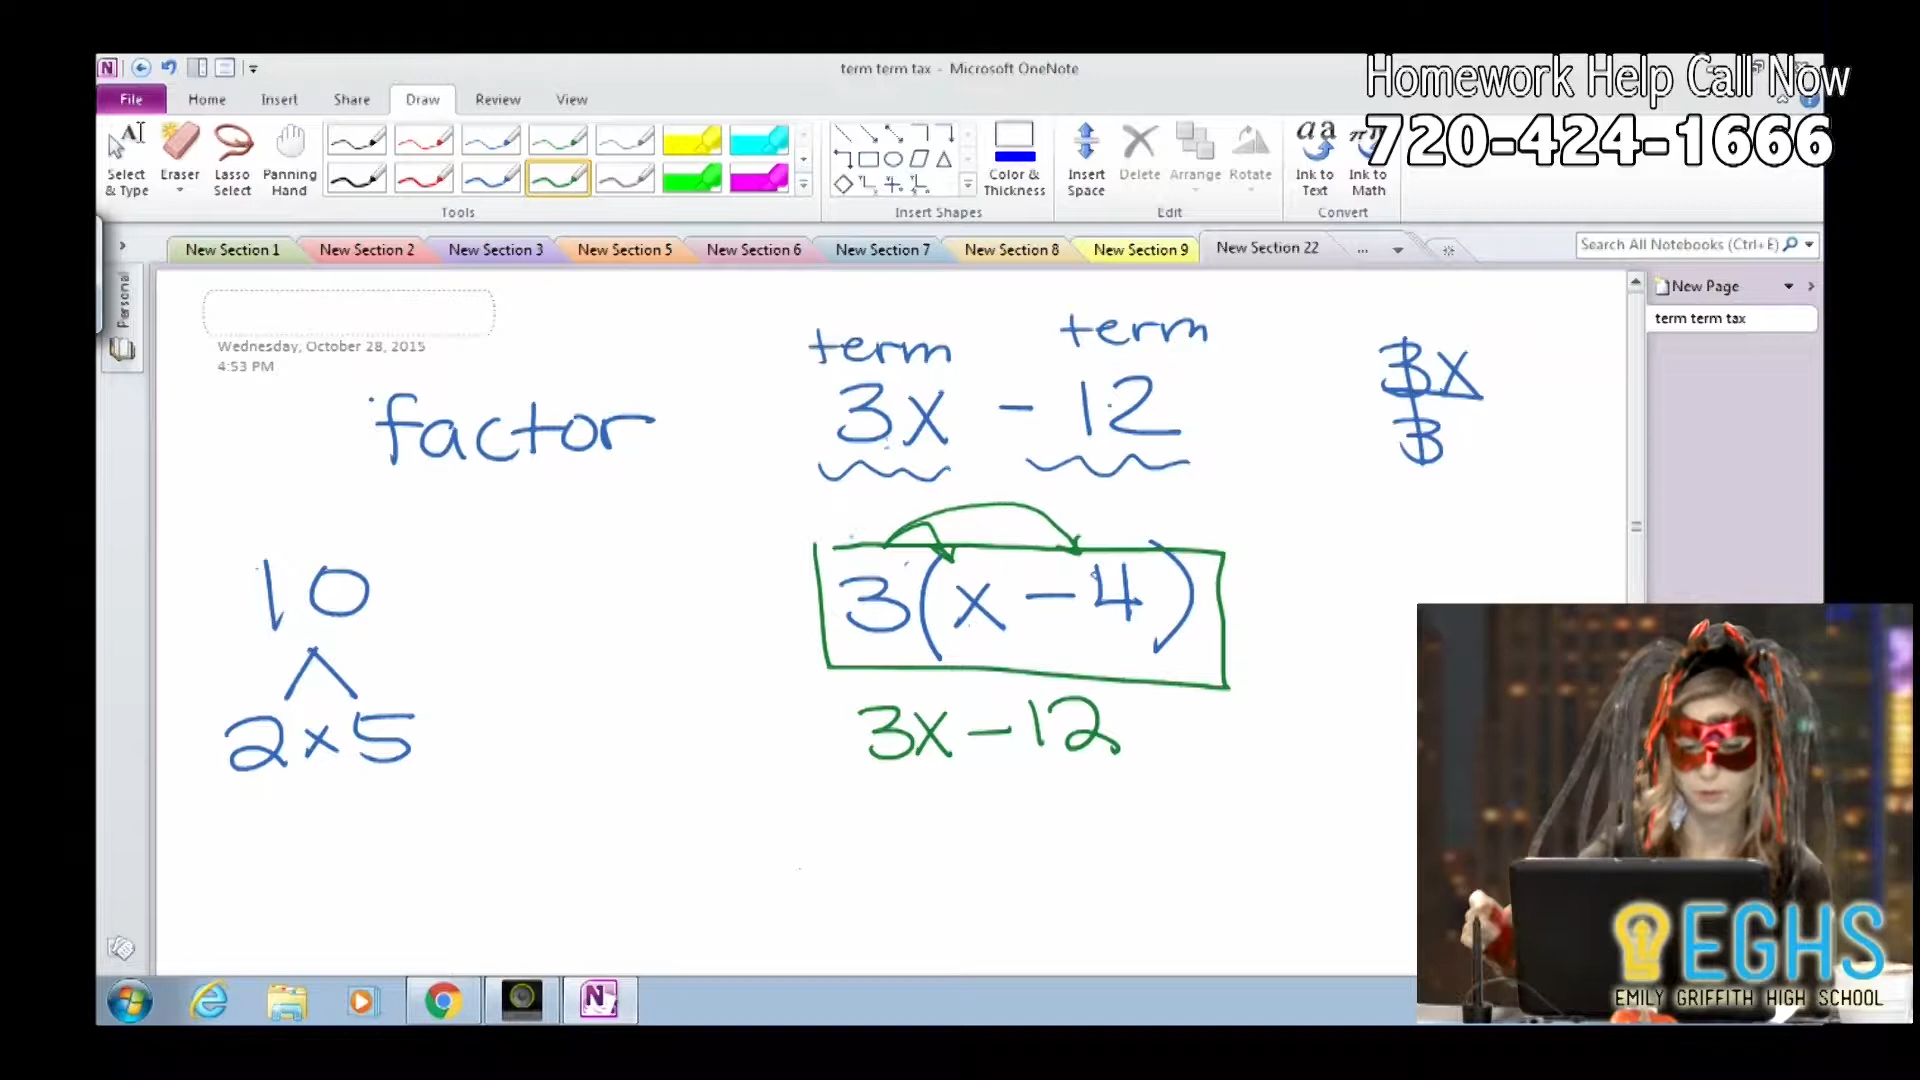 term term tax - Microsoft OneNote
Homework Help Call Now
720-424-1666
File Home Insert Share Draw Review View
Select & Type
Eraser
Lasso Select
Panning Hand
Color & Thickness
Insert Space
Delete
Arrange
Rotate
Ink to Text
Ink to Math
Tools
Insert Shapes
Edit
Convert
New Section 1 New Section 2 New Section 3 New Section 5 New Section 6 New Section 7 New Section 8 New Section 9 New Section 22 ...
Search All Notebooks (Ctrl+E)
Personal
New Page
term term tax
Wednesday, October 28, 2015
4:53 PM
term term
factor
3x - 12
3x
3
10
2 x 5
3(x - 4)
3x - 12
EGHS
EMILY GRIFFITH HIGH SCHOOL